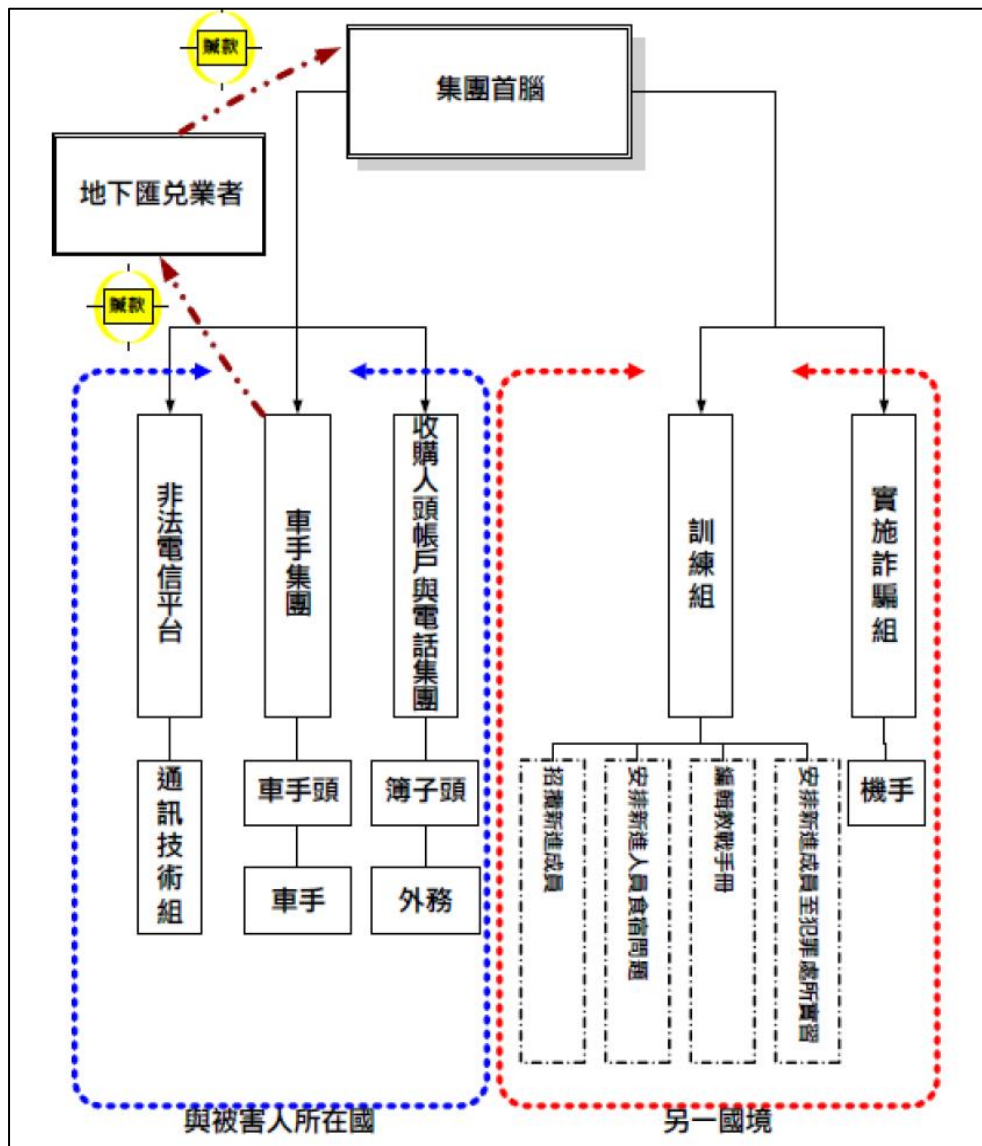 贓款
集團首腦
地下匯兌業者
贓款
非法電信平台
車手集團
收購人頭帳戶與電話集團
訓練組
實施詐騙組
通訊技術組
車手頭
車手
簿子頭
外務
招攬新進成員
安排新進人員食宿問題
編輯教戰手冊
安排新進成員至犯罪處所實習
機手
與被害人所在國
另一國境